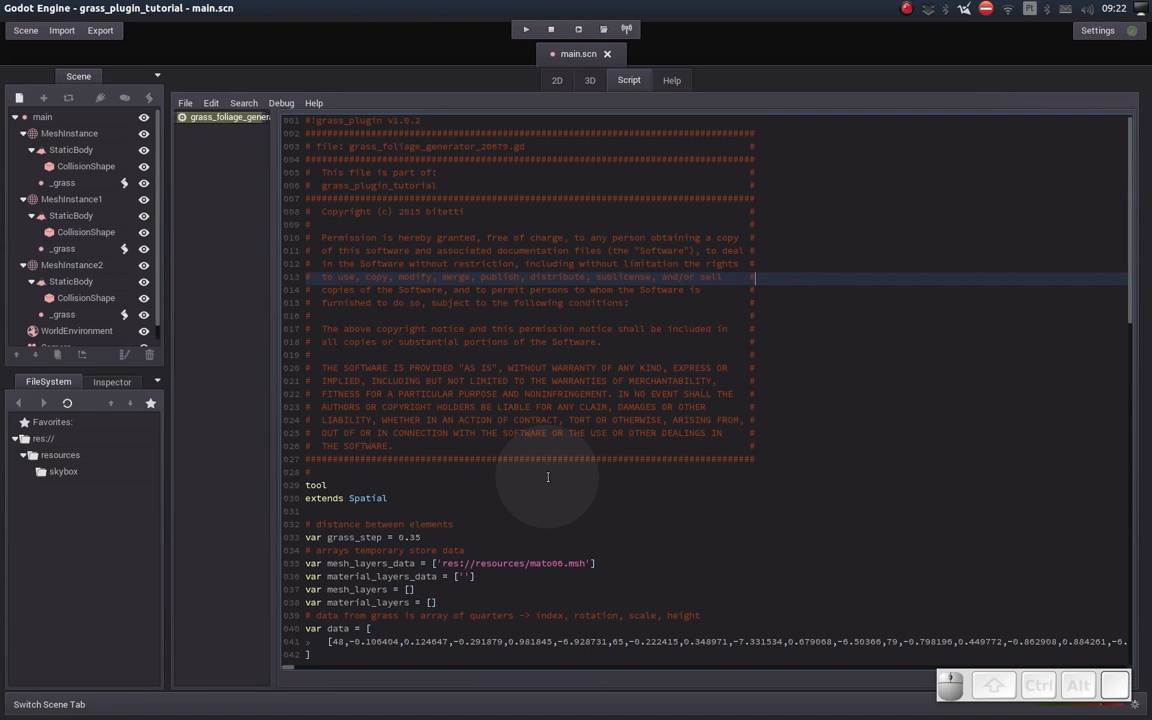 Godot Engine - grass_plugin_tutorial - main.scn
Pt
09:22
Scene Import Export
Settings
main.scn
2D 3D Script Help
Scene
File Edit Search Debug Help
main
MeshInstance
StaticBody
CollisionShape
_grass
MeshInstance1
StaticBody
CollisionShape
_grass
MeshInstance2
StaticBody
CollisionShape
_grass
WorldEnvironment
FileSystem Inspector
Favorites:
res://
resources
skybox
grass_foliage_genera
001 #!grass_plugin v1.0.2
002 ##################################################################################
003 # file: grass_foliage_generator_20679.gd #
004 ##################################################################################
005 # This file is part of: #
006 # grass_plugin_tutorial #
007 ##################################################################################
008 # Copyright (c) 2015 bitetti #
009 # #
010 # Permission is hereby granted, free of charge, to any person obtaining a copy #
011 # of this software and associated documentation files (the "Software"), to deal #
012 # in the Software without restriction, including without limitation the rights #
013 # to use, copy, modify, merge, publish, distribute, sublicense, and/or sell #
014 # copies of the Software, and to permit persons to whom the Software is #
015 # furnished to do so, subject to the following conditions: #
016 # #
017 # The above copyright notice and this permission notice shall be included in #
018 # all copies or substantial portions of the Software. #
019 # #
020 # THE SOFTWARE IS PROVIDED "AS IS", WITHOUT WARRANTY OF ANY KIND, EXPRESS OR #
021 # IMPLIED, INCLUDING BUT NOT LIMITED TO THE WARRANTIES OF MERCHANTABILITY, #
022 # FITNESS FOR A PARTICULAR PURPOSE AND NONINFRINGEMENT. IN NO EVENT SHALL THE #
023 # AUTHORS OR COPYRIGHT HOLDERS BE LIABLE FOR ANY CLAIM, DAMAGES OR OTHER #
024 # LIABILITY, WHETHER IN AN ACTION OF CONTRACT, TORT OR OTHERWISE, ARISING FROM, #
025 # OUT OF OR IN CONNECTION WITH THE SOFTWARE OR THE USE OR OTHER DEALINGS IN #
026 # THE SOFTWARE. #
027 ##################################################################################
028 #
029 tool
030 extends Spatial
031
032 # distance between elements
033 var grass_step = 0.35
034 # arrays temporary store data
035 var mesh_layers_data = ['res://resources/mato06.msh']
036 var material_layers_data = ['']
037 var mesh_layers = []
038 var material_layers = []
039 # data from grass is array of quarters -> index, rotation, scale, height
040 var data = [
041 [48,-0.106404,0.124647,-0.291879,0.981845,-6.928731,65,-0.222415,0.348971,-7.331534,0.679068,-6.50366,79,-0.798196,0.449772,-0.862908,0.884261,-6.
042 ]
Ctrl Alt
Switch Scene Tab